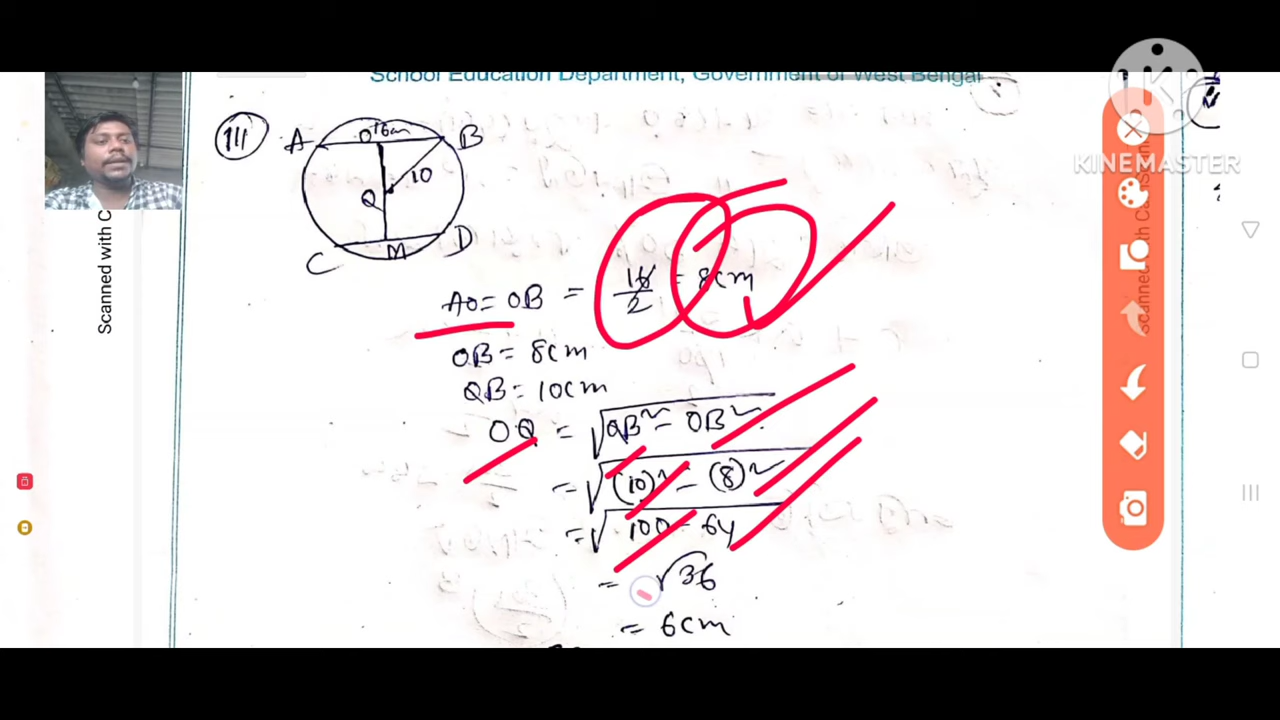 School Education Department, Government of West Bengal
KINEMASTER
III
A 16cm B
O
10
Q
C M D
Scanned with C
AO = OB = 16/2 = 8cm
OB = 8cm
QB = 10cm
OQ = √QB² - OB²
= √(10)² - (8)²
= √100 - 64
= √36
= 6cm